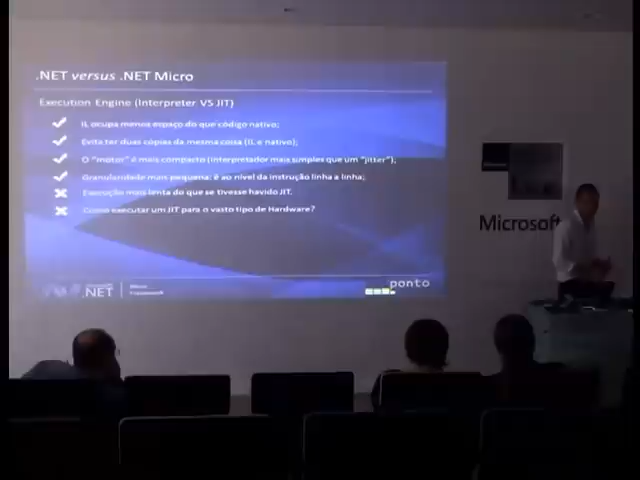 .NET versus .NET Micro
Execution Engine (Interpreter VS JIT)
IL ocupa menos espaço do que código nativo;
Evita ter duas cópias da mesma coisa (IL e nativo);
O "motor" é mais compacto (interpretador mais simples que um "jitter");
Granularidade mais pequena: é ao nível da instrução linha a linha;
Execução mais lenta do que se tivesse havido JIT.
Como executar um JIT para o vasto tipo de Hardware?
.NET
Micro
Framework
ponto
Microsoft